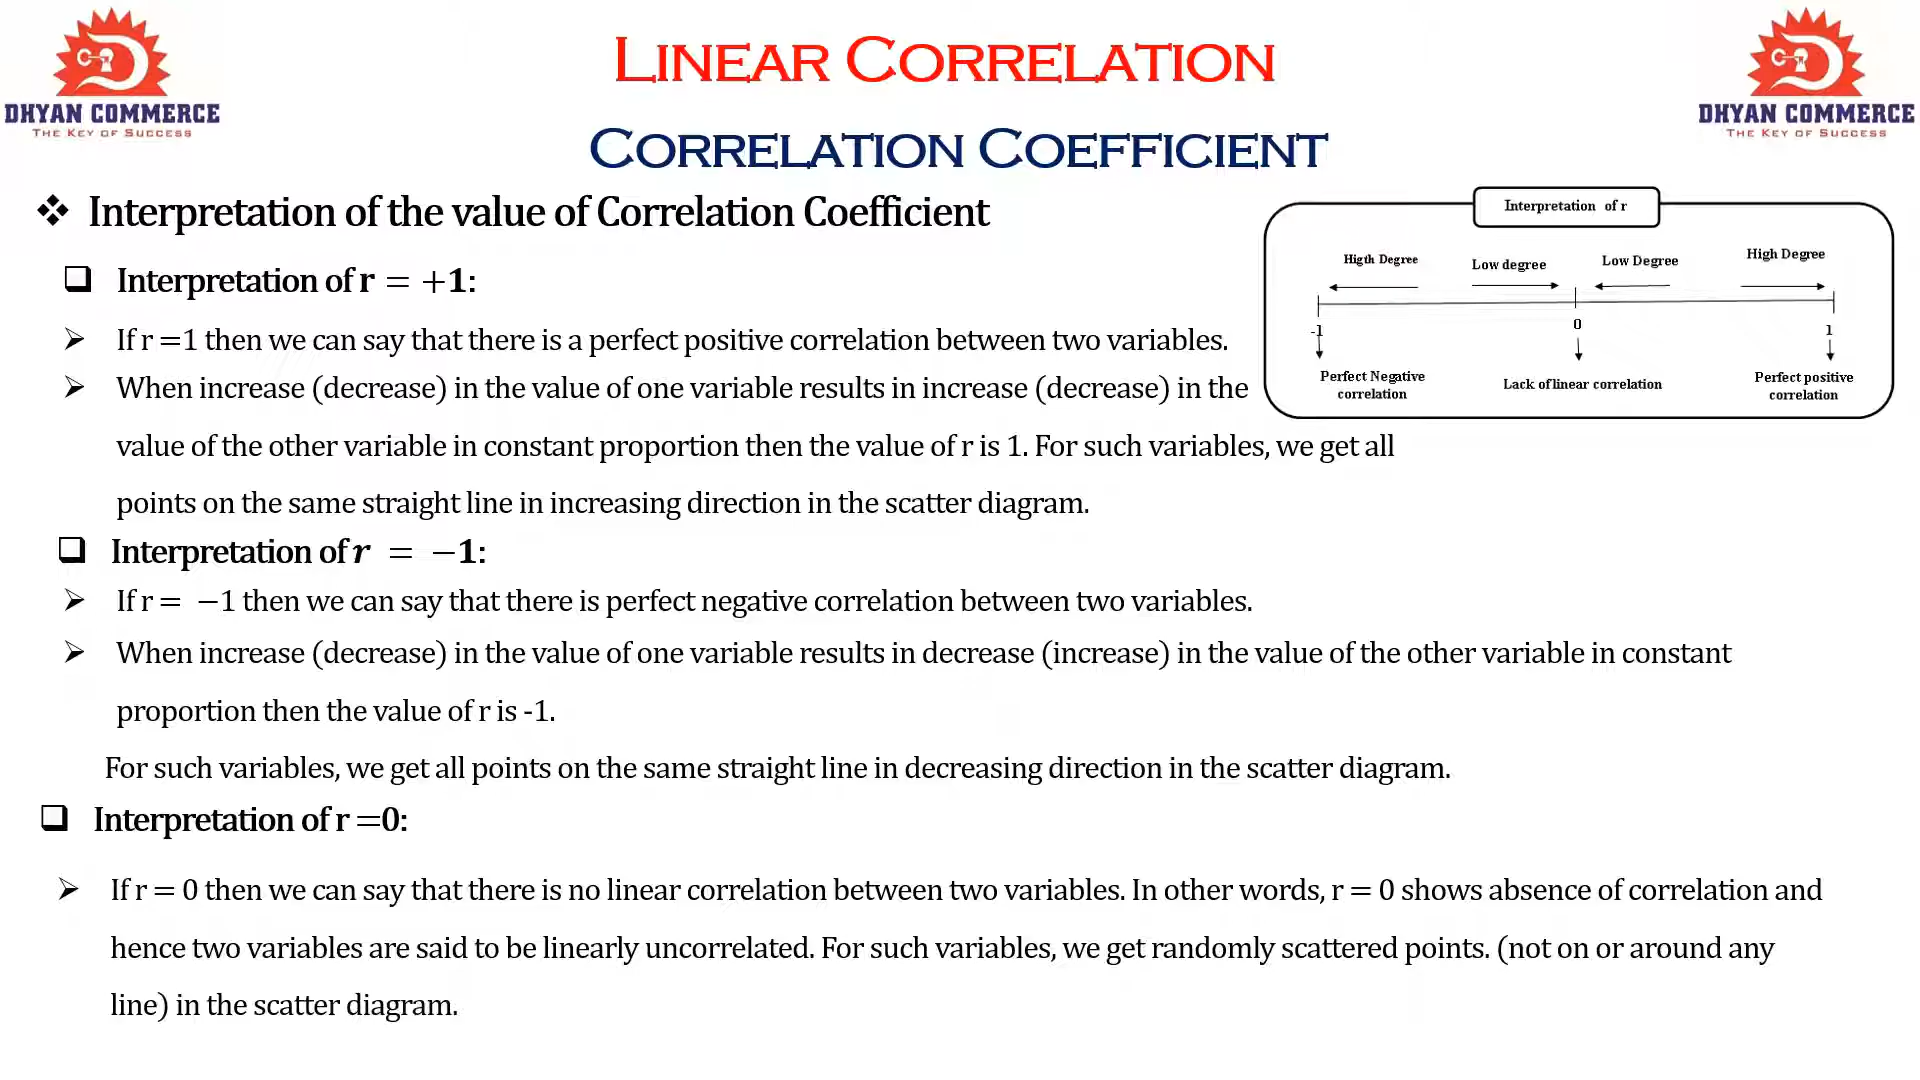 DHYAN COMMERCE
THE KEY OF SUCCESS
LINEAR CORRELATION
CORRELATION COEFFICIENT
DHYAN COMMERCE
THE KEY OF SUCCESS
❖ Interpretation of the value of Correlation Coefficient
❑ Interpretation of r = +1:
➢ If r =1 then we can say that there is a perfect positive correlation between two variables.
➢ When increase (decrease) in the value of one variable results in increase (decrease) in the
value of the other variable in constant proportion then the value of r is 1. For such variables, we get all
points on the same straight line in increasing direction in the scatter diagram.
Interpretation of r
Higth Degree Low degree Low Degree High Degree
-1 0 1
Perfect Negative
correlation
Lack of linear correlation
Perfect positive
correlation
❑ Interpretation of r = −1:
➢ If r = −1 then we can say that there is perfect negative correlation between two variables.
➢ When increase (decrease) in the value of one variable results in decrease (increase) in the value of the other variable in constant
proportion then the value of r is -1.
For such variables, we get all points on the same straight line in decreasing direction in the scatter diagram.
❑ Interpretation of r =0:
➢ If r = 0 then we can say that there is no linear correlation between two variables. In other words, r = 0 shows absence of correlation and
hence two variables are said to be linearly uncorrelated. For such variables, we get randomly scattered points. (not on or around any
line) in the scatter diagram.